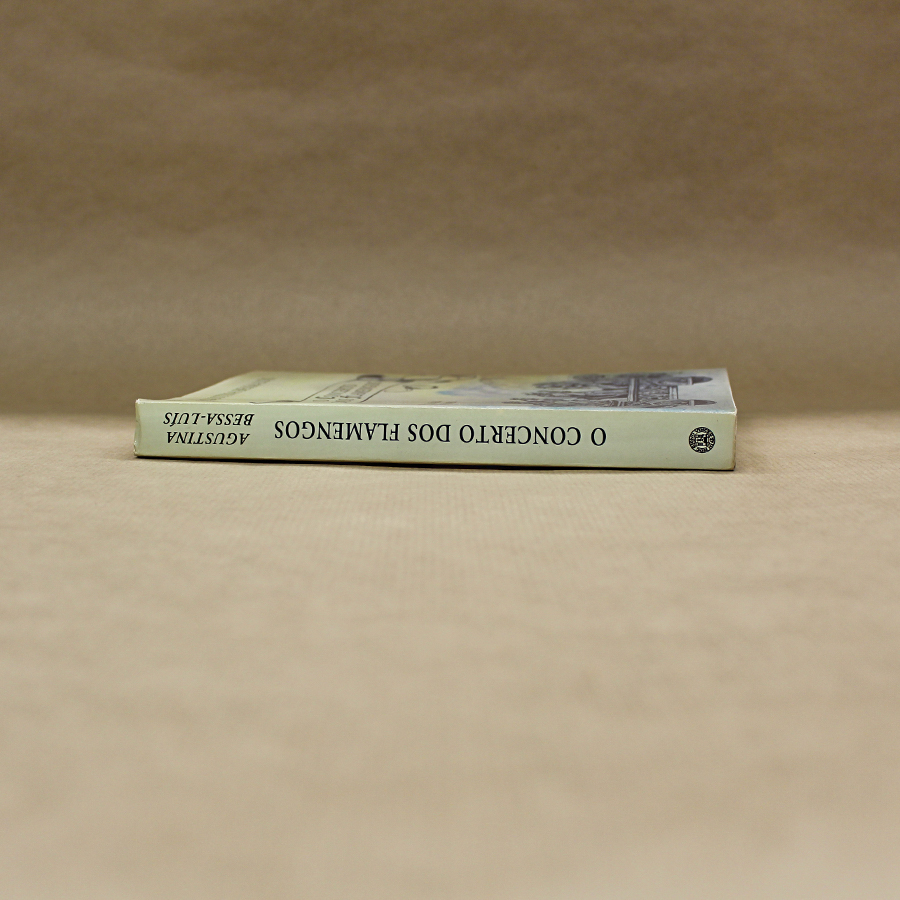 O CONCERTO DOS FLAMENGOS
AGUSTINA
BESSA-LUÍS